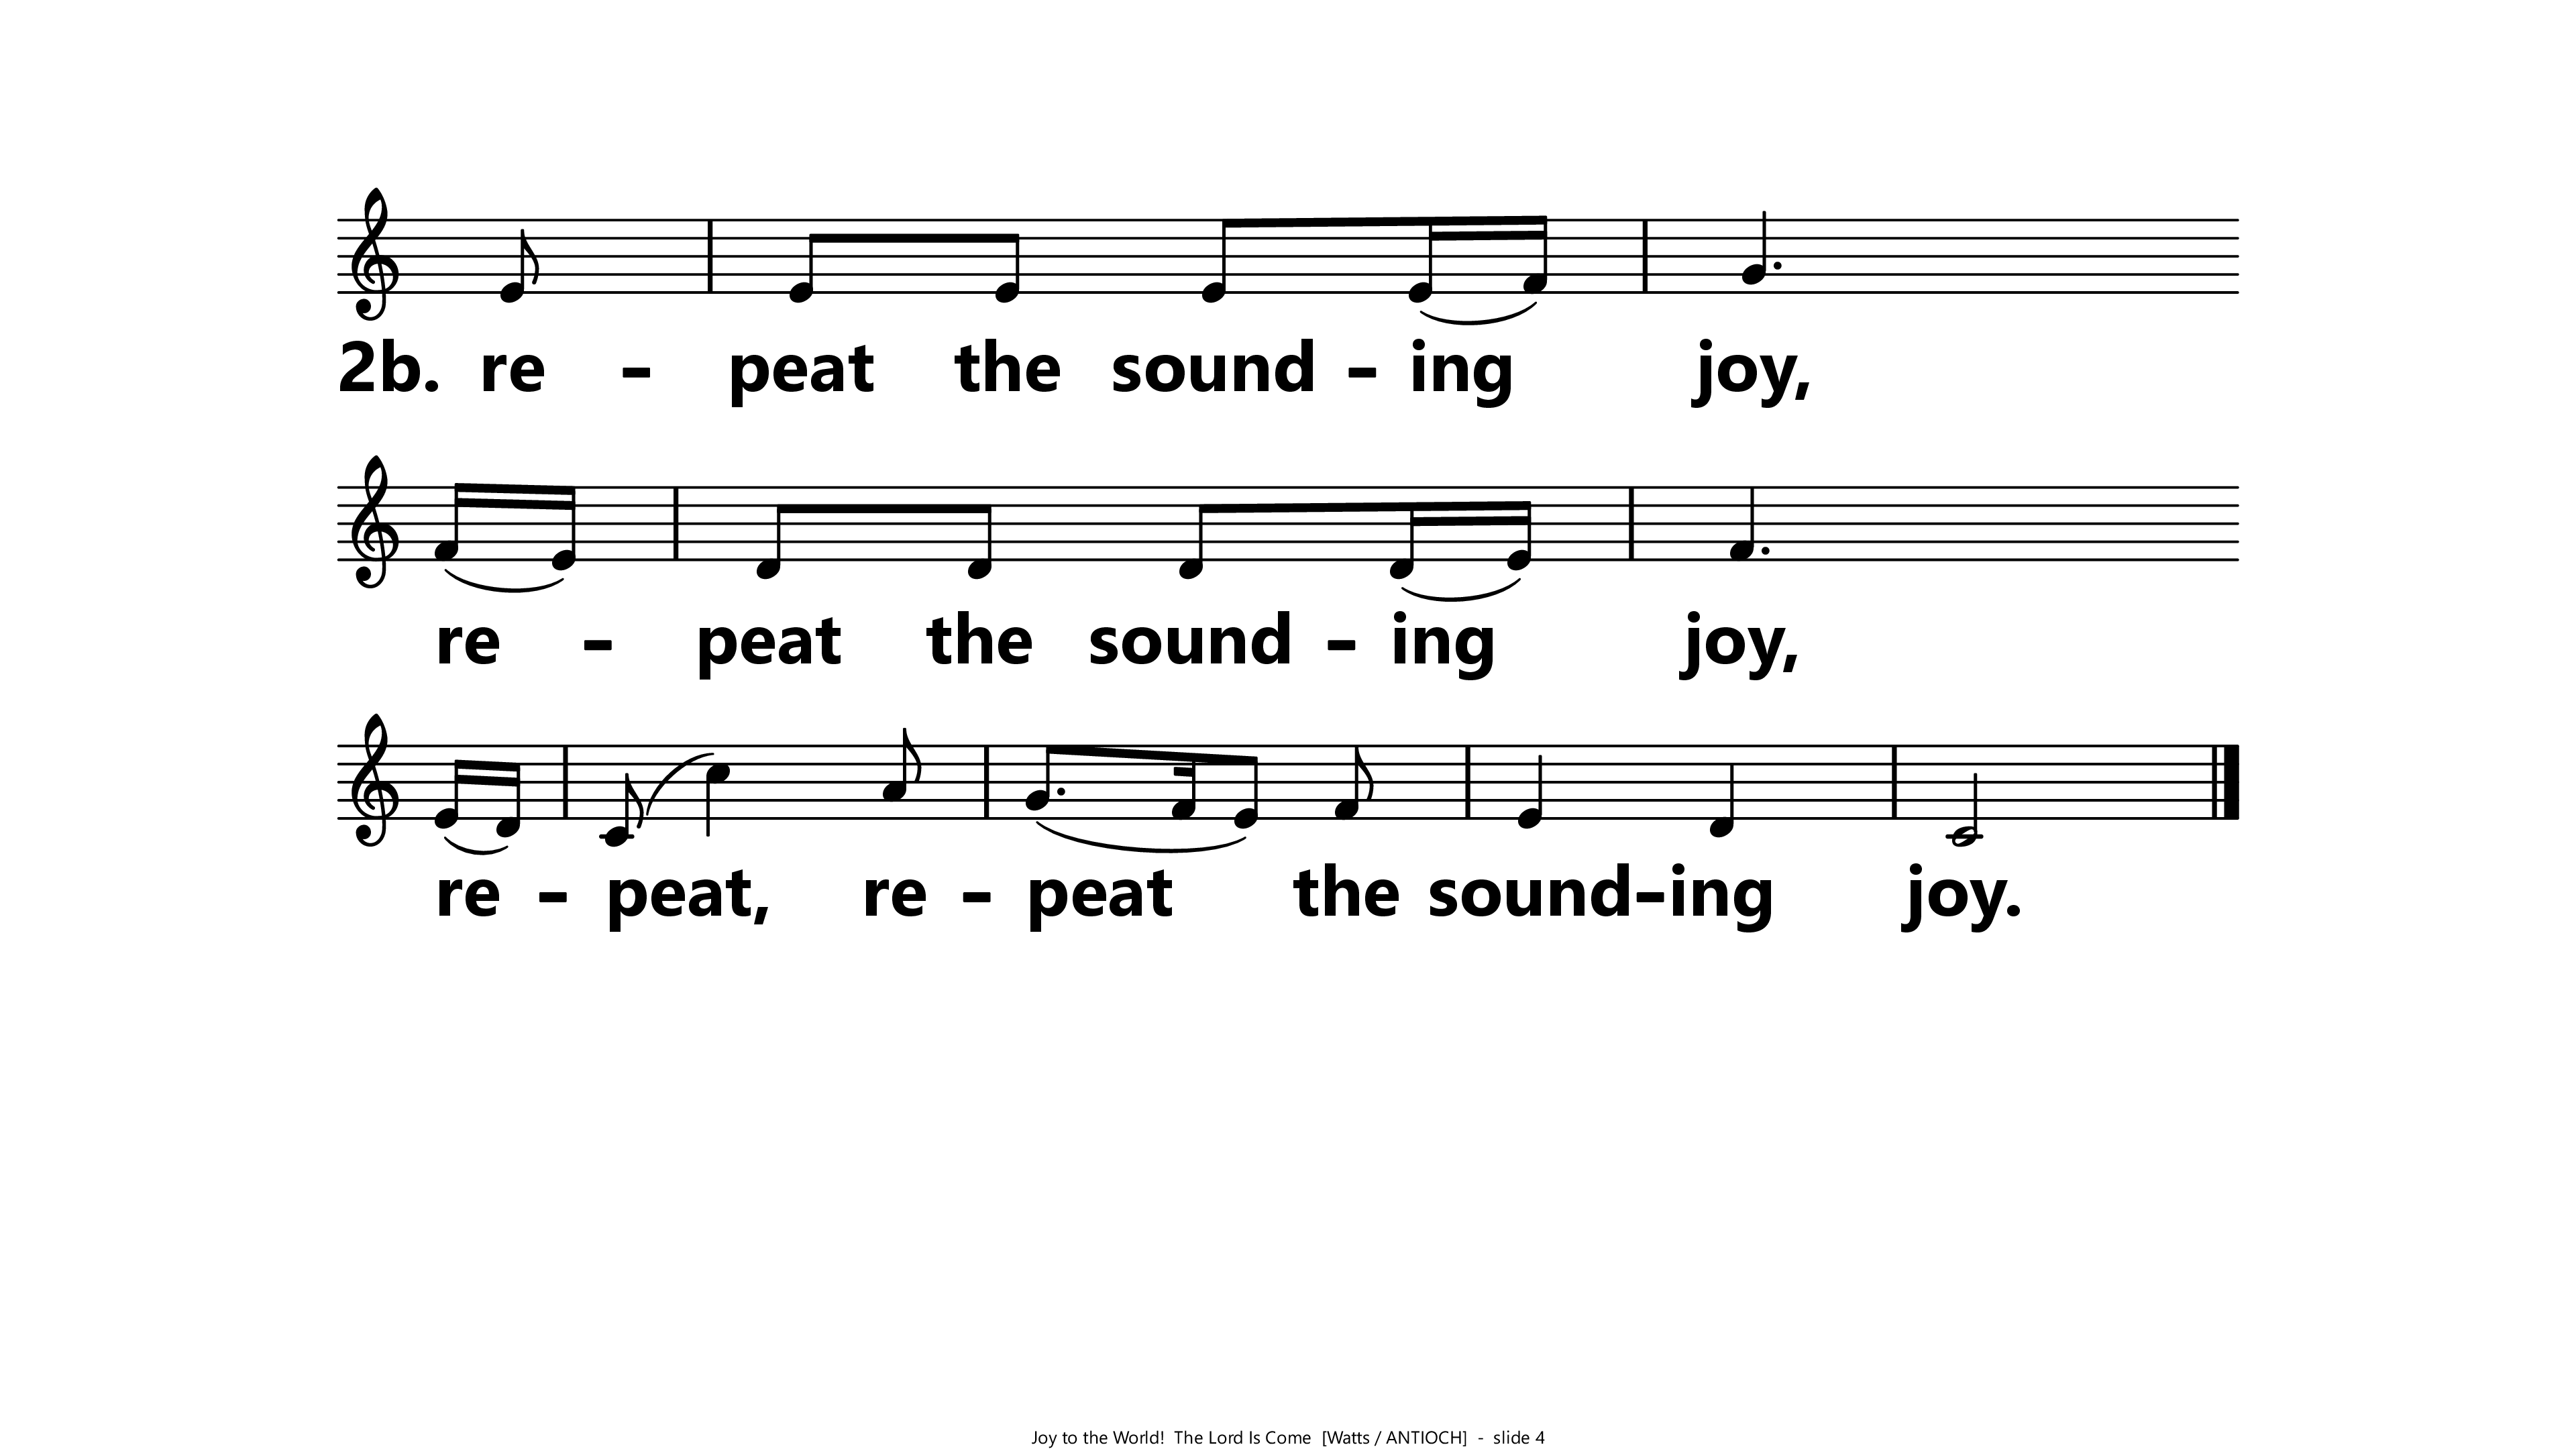 2b. re - peat the sound - ing joy,
re - peat the sound - ing joy,
re - peat, re - peat the sound-ing joy.
Joy to the World! The Lord Is Come [Watts / ANTIOCH] - slide 4